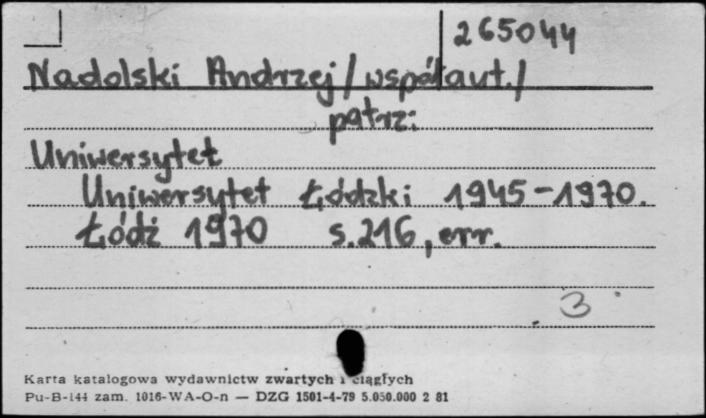 265044
Nadolski Andrzej /współaut./
patrz:
Uniwersytet
Uniwersytet Łódzki 1945-1970.
Łódź 1970 s.216, err.
3
Karta katalogowa wydawnictw zwartych i ciągłych
Pu-B-144 zam. 1016-WA-O-n — DZG 1501-4-79 5.050.000 2 81